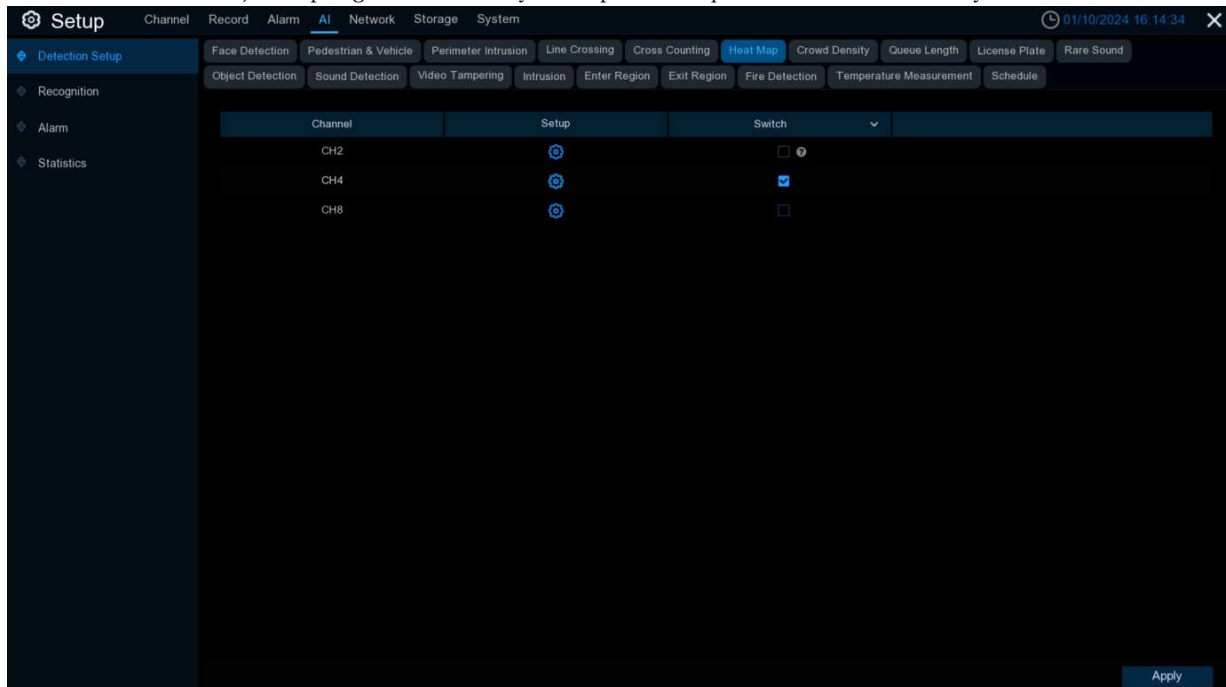 Setup Channel Record Alarm AI Network Storage System 01/10/2024 16:14:34
Detection Setup
Recognition
Alarm
Statistics
Face Detection Pedestrian & Vehicle Perimeter Intrusion Line Crossing Cross Counting Heat Map Crowd Density Queue Length License Plate Rare Sound
Object Detection Sound Detection Video Tampering Intrusion Enter Region Exit Region Fire Detection Temperature Measurement Schedule
Channel Setup Switch
CH2
CH4
CH8
Apply